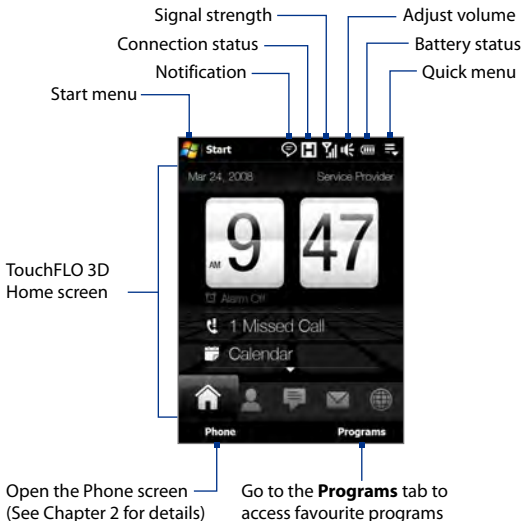 Signal strength
Adjust volume
Connection status
Battery status
Notification
Quick menu
Start menu
Start
Mar 24, 2008
Service Provider
AM
9
47
Alarm Off
1 Missed Call
Calendar
Phone
Programs
TouchFLO 3D
Home screen
Open the Phone screen
(See Chapter 2 for details)
Go to the Programs tab to
access favourite programs